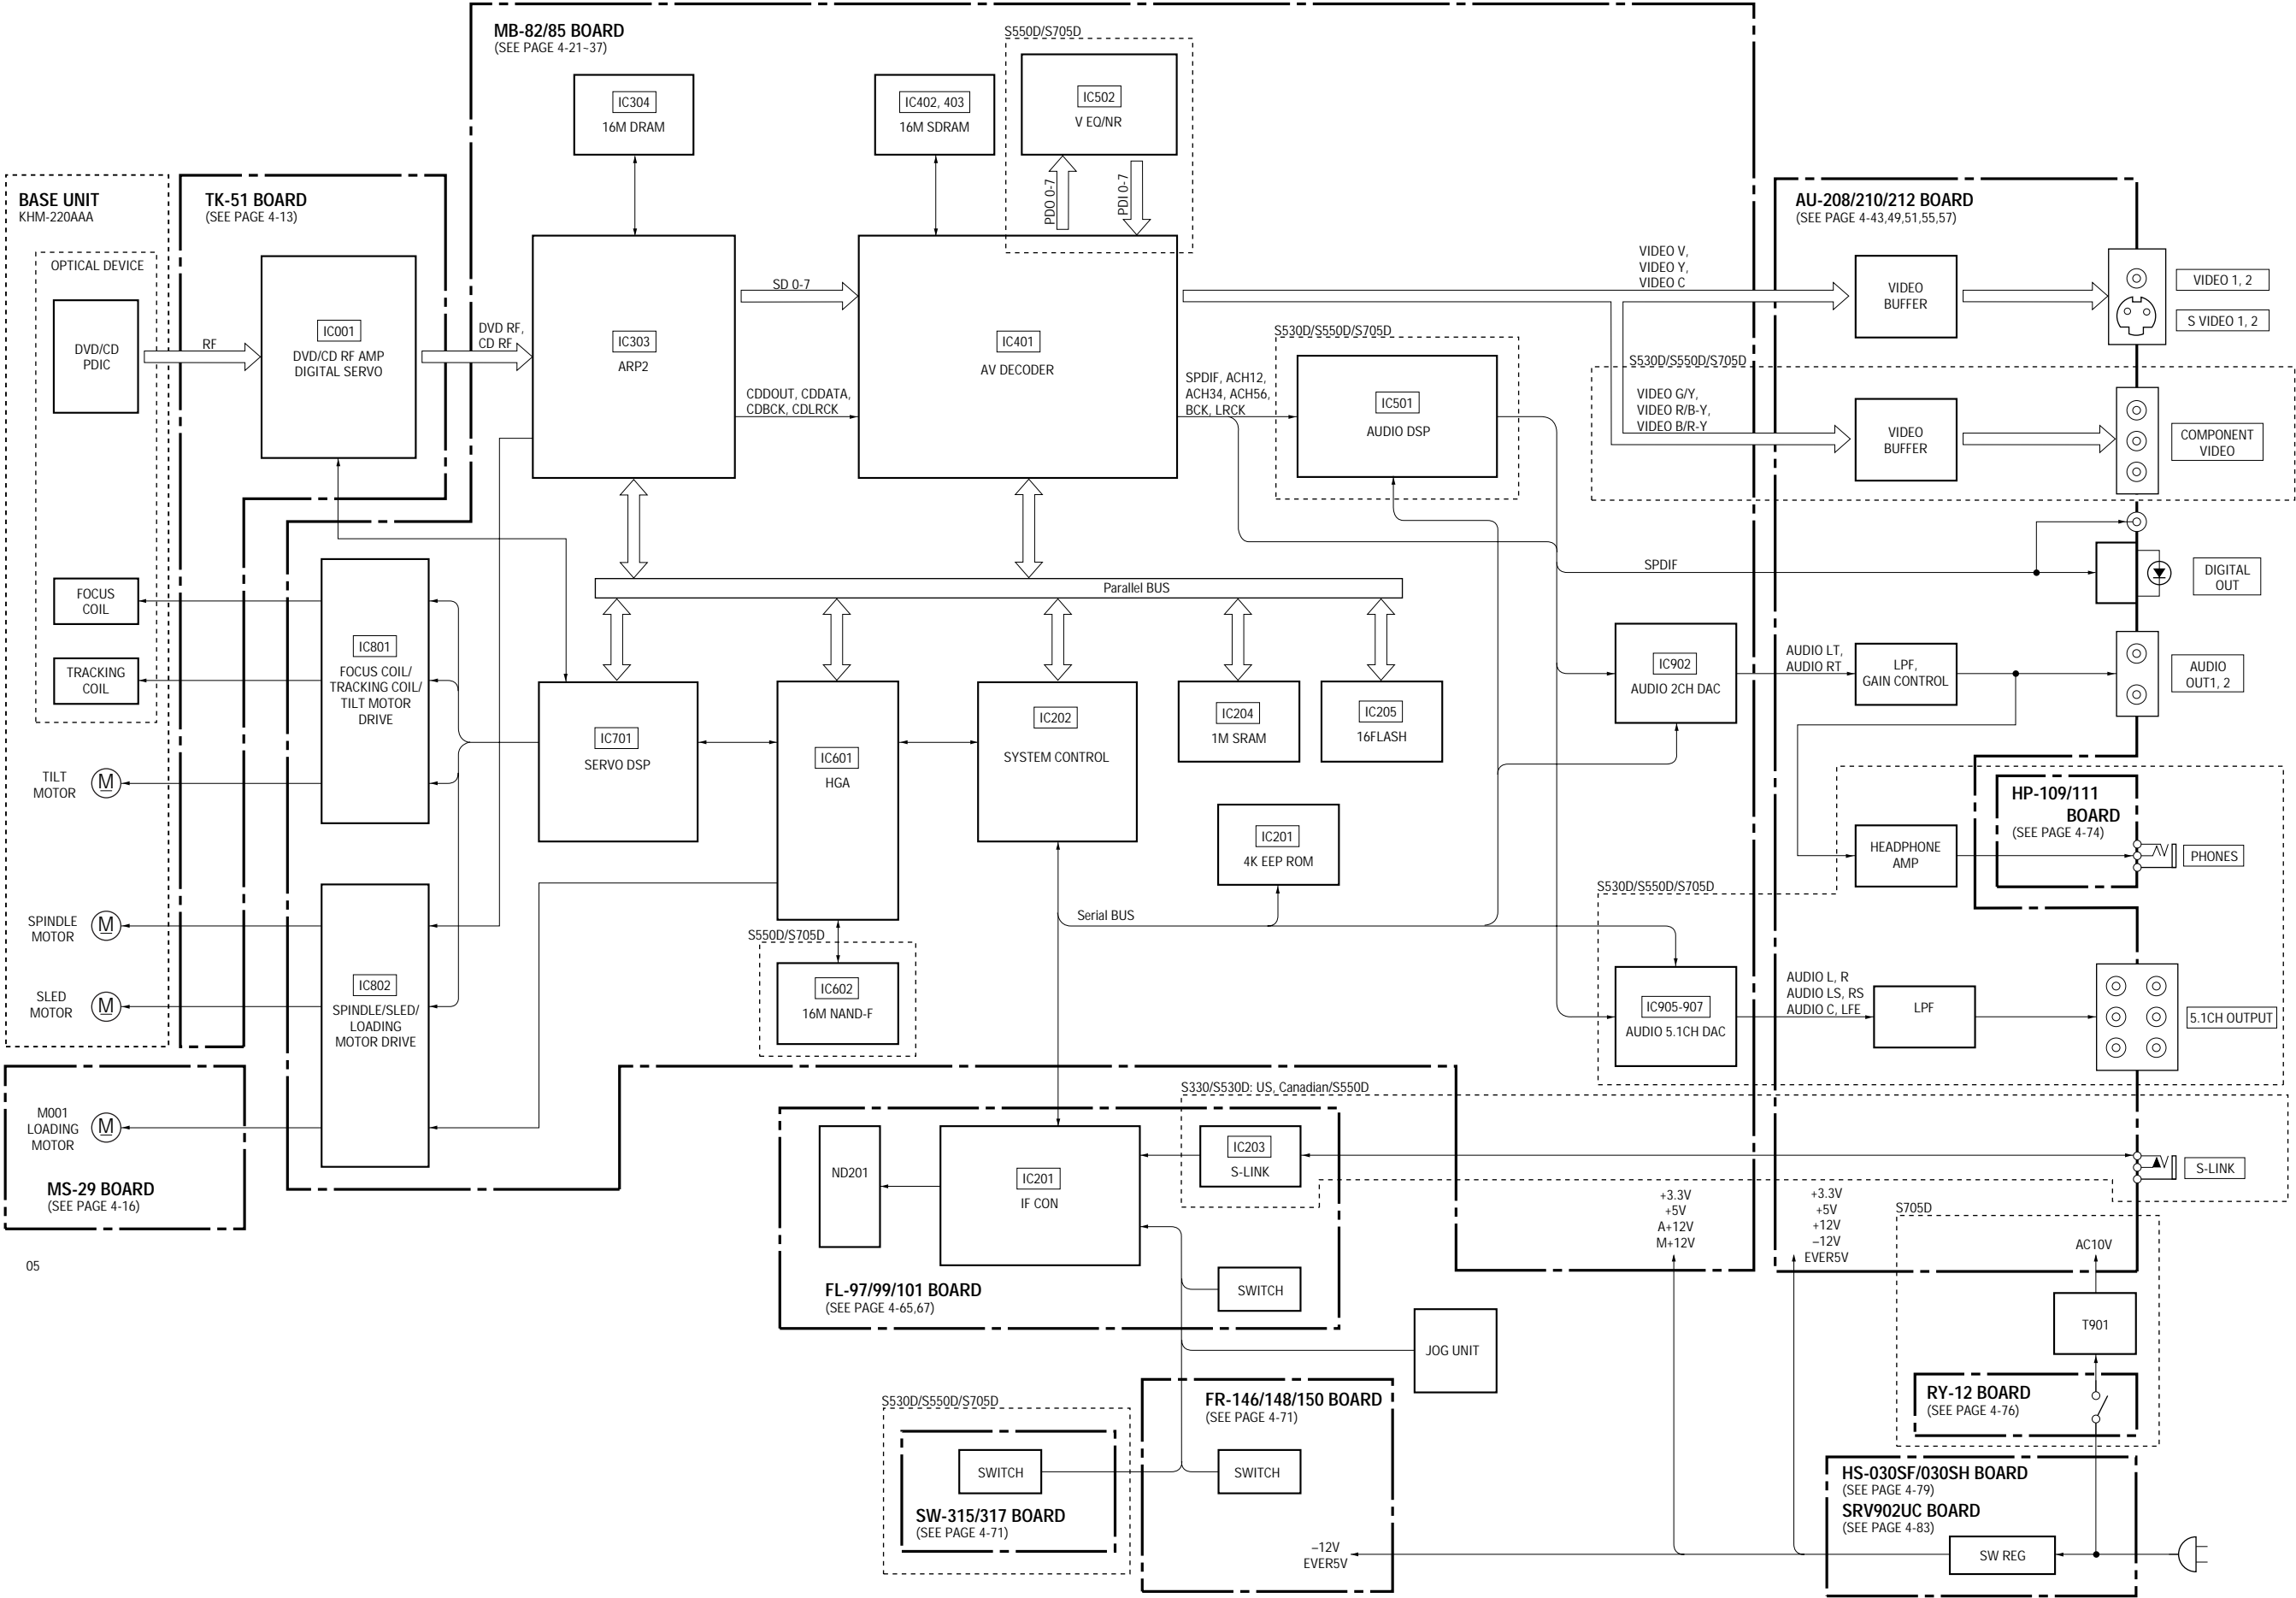 MB-82/85 BOARD
(SEE PAGE 4-21~37)
S550D/S705D
IC304
16M DRAM
IC402, 403
16M SDRAM
IC502
V EQ/NR
PDO 0-7
PDI 0-7
BASE UNIT
KHM-220AAA
OPTICAL DEVICE
DVD/CD
PDIC
RF
TK-51 BOARD
(SEE PAGE 4-13)
IC001
DVD/CD RF AMP
DIGITAL SERVO
DVD RF,
CD RF
IC303
ARP2
SD 0-7
CDDOUT, CDDATA,
CDBCK, CDLRCK
IC401
AV DECODER
SPDIF, ACH12,
ACH34, ACH56,
BCK, LRCK
S530D/S550D/S705D
IC501
AUDIO DSP
VIDEO V,
VIDEO Y,
VIDEO C
S530D/S550D/S705D
VIDEO G/Y,
VIDEO R/B-Y,
VIDEO B/R-Y
AU-208/210/212 BOARD
(SEE PAGE 4-43,49,51,55,57)
VIDEO
BUFFER
VIDEO 1, 2
S VIDEO 1, 2
VIDEO
BUFFER
COMPONENT
VIDEO
SPDIF
DIGITAL
OUT
Parallel BUS
FOCUS
COIL
TRACKING
COIL
IC801
FOCUS COIL/
TRACKING COIL/
TILT MOTOR
DRIVE
IC701
SERVO DSP
IC601
HGA
IC202
SYSTEM CONTROL
IC204
1M SRAM
IC205
16FLASH
IC902
AUDIO 2CH DAC
AUDIO LT,
AUDIO RT
LPF,
GAIN CONTROL
AUDIO
OUT1, 2
TILT
MOTOR
M
HP-109/111
BOARD
(SEE PAGE 4-74)
HEADPHONE
AMP
PHONES
IC201
4K EEP ROM
S530D/S550D/S705D
Serial BUS
SPINDLE
MOTOR
M
S550D/S705D
IC602
16M NAND-F
SLED
MOTOR
M
IC802
SPINDLE/SLED/
LOADING
MOTOR DRIVE
IC905-907
AUDIO 5.1CH DAC
AUDIO L, R
AUDIO LS, RS
AUDIO C, LFE
LPF
5.1CH OUTPUT
M001
LOADING
MOTOR
M
MS-29 BOARD
(SEE PAGE 4-16)
S330/S530D: US, Canadian/S550D
ND201
IC201
IF CON
IC203
S-LINK
S-LINK
+3.3V
+5V
A+12V
M+12V
+3.3V
+5V
+12V
–12V
EVER5V
S705D
AC10V
05
FL-97/99/101 BOARD
(SEE PAGE 4-65,67)
SWITCH
JOG UNIT
T901
S530D/S550D/S705D
SWITCH
SW-315/317 BOARD
(SEE PAGE 4-71)
FR-146/148/150 BOARD
(SEE PAGE 4-71)
SWITCH
–12V
EVER5V
RY-12 BOARD
(SEE PAGE 4-76)
HS-030SF/030SH BOARD
(SEE PAGE 4-79)
SRV902UC BOARD
(SEE PAGE 4-83)
SW REG